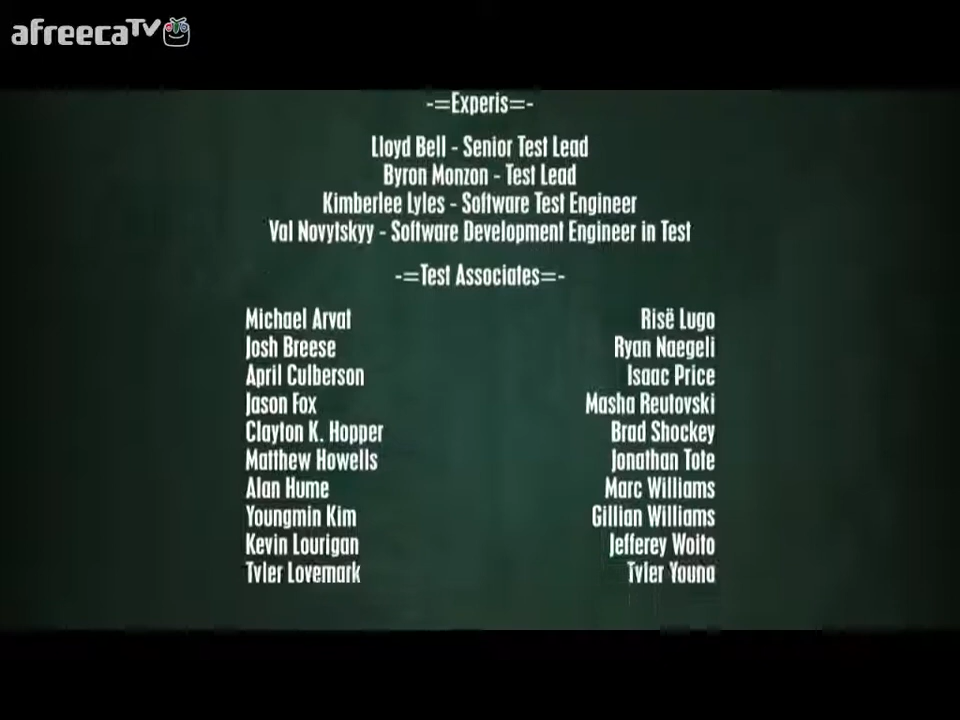 afreecaTV
-=Experis=-
Lloyd Bell - Senior Test Lead
Byron Monzon - Test Lead
Kimberlee Lyles - Software Test Engineer
Val Novytskyy - Software Development Engineer in Test
-=Test Associates=-
Michael Arvat Risë Lugo
Josh Breese Ryan Naegeli
April Culberson Isaac Price
Jason Fox Masha Reutovski
Clayton K. Hopper Brad Shockey
Matthew Howells Jonathan Tote
Alan Hume Marc Williams
Youngmin Kim Gillian Williams
Kevin Lourigan Jefferey Woito
Tyler Lovemark Tyler Young